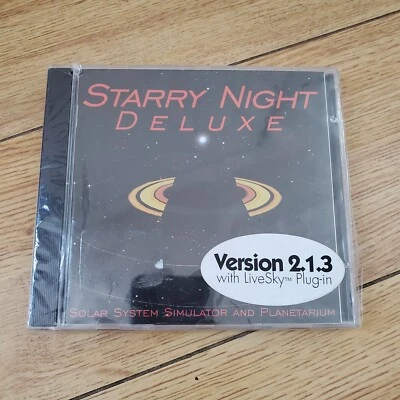 STARRY NIGHT
DELUXE
Version 2.1.3
with LiveSky™ Plug-in
SOLAR SYSTEM SIMULATOR AND PLANETARIUM